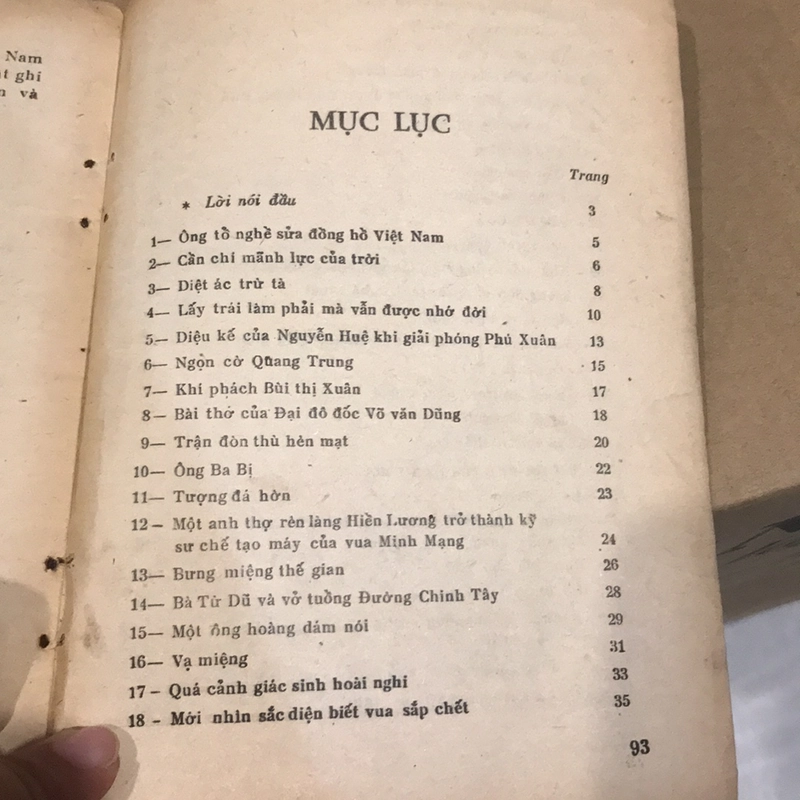 Nam
ghi
và
MỤC LỤC
Trang
* Lời nói đầu 3
1— Ông tổ nghề sửa đồng hồ Việt Nam 5
2— Cần chí mãnh lực của trời 6
3— Diệt ác trừ tà 8
4— Lấy trái làm phải mà vẫn được nhớ đời 10
5— Diệu kế của Nguyễn Huệ khi giải phóng Phú Xuân 13
6— Ngọn cờ Quang Trung 15
7— Khí phách Bùi thị Xuân 17
8— Bài thơ của Đại đô đốc Võ văn Dũng 18
9— Trận đòn thù hèn mạt 20
10— Ông Ba Bị 22
11— Tượng đá hờn 23
12— Một anh thợ rèn làng Hiền Lương trở thành kỹ
sư chế tạo máy của vua Minh Mạng 24
13— Bưng miệng thế gian 26
14— Bà Từ Dũ và vở tuồng Đường Chinh Tây 28
15— Một ông hoàng dám nói 29
16— Vạ miệng 31
17 - Quá cảnh giác sinh hoài nghi 33
18 - Mới nhìn sắc diện biết vua sắp chết 35
93